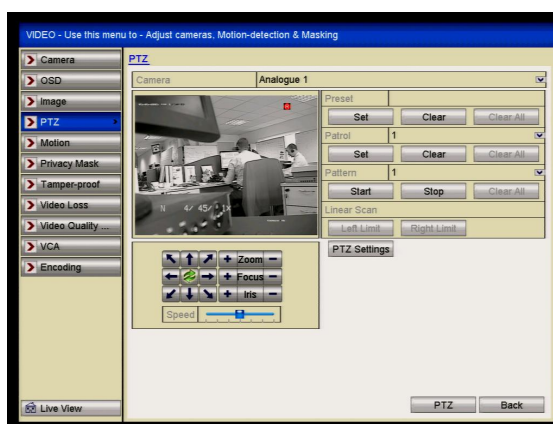 VIDEO - Use this menu to - Adjust cameras, Motion-detection & Masking
Camera
OSD
Image
PTZ
Motion
Privacy Mask
Tamper-proof
Video Loss
Video Quality ...
VCA
Encoding
Live View
PTZ
Camera Analogue 1
N 4/ 45/ 1X
Preset
Set Clear Clear All
Patrol 1
Set Clear Clear All
Pattern 1
Start Stop Clear All
Linear Scan
Left Limit Right Limit
PTZ Settings
+ Zoom −
+ Focus −
+ Iris −
Speed
PTZ Back